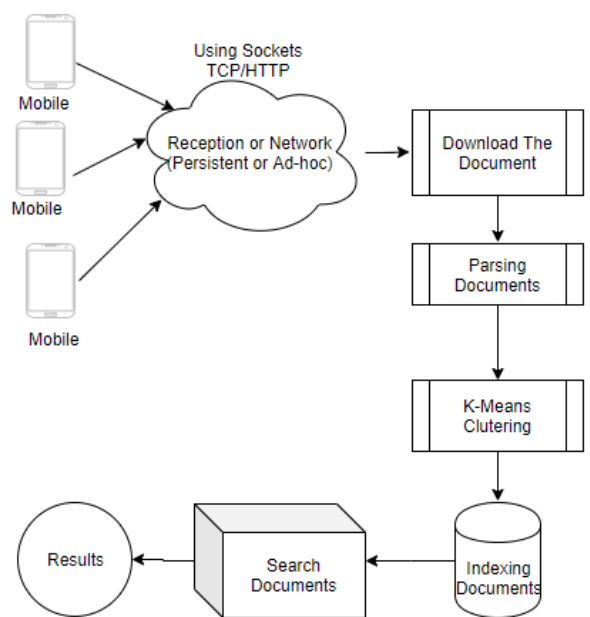 Using Sockets
TCP/HTTP
Mobile
Reception or Network
(Persistent or Ad-hoc)
Download The
Document
Mobile
Parsing
Documents
Mobile
K-Means
Clutering
Results
Search
Documents
Indexing
Documents